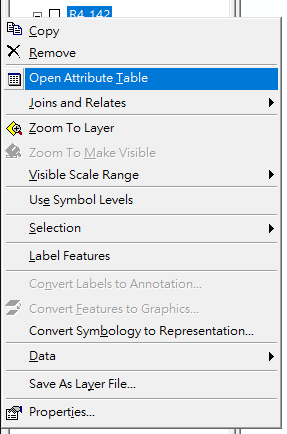 R4_142
Copy
Remove
Open Attribute Table
Joins and Relates
Zoom To Layer
Zoom To Make Visible
Visible Scale Range
Use Symbol Levels
Selection
Label Features
Convert Labels to Annotation...
Convert Features to Graphics...
Convert Symbology to Representation...
Data
Save As Layer File...
Properties...